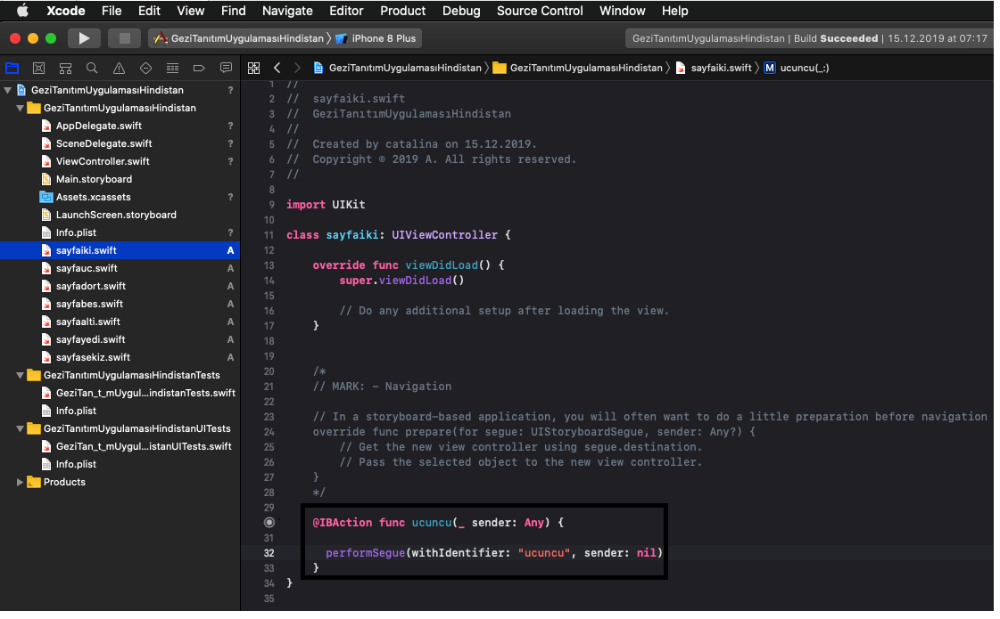 Xcode File Edit View Find Navigate Editor Product Debug Source Control Window Help
GeziTanıtımUygulamasıHindistan iPhone 8 Plus
GeziTanıtımUygulamasıHindistan | Build Succeeded | 15.12.2019 at 07:17
GeziTanıtımUygulamasıHindistan GeziTanıtımUygulamasıHindistan sayfaiki.swift M ucuncu(_:)
GeziTanıtımUygulamasıHindistan ?
GeziTanıtımUygulamasıHindistan
AppDelegate.swift ?
SceneDelegate.swift ?
ViewController.swift ?
Main.storyboard
Assets.xcassets ?
LaunchScreen.storyboard
Info.plist ?
sayfaiki.swift A
sayfauc.swift A
sayfadort.swift A
sayfabes.swift A
sayfaalti.swift A
sayfayedi.swift A
sayfasekiz.swift A
GeziTanıtımUygulamasıHindistanTests
GeziTan_t_mUygul...indistanTests.swift
Info.plist
GeziTanıtımUygulamasıHindistanUITests
GeziTan_t_mUygul...istanUITests.swift
Info.plist
Products
1 //
2 // sayfaiki.swift
3 // GeziTanıtımUygulamasıHindistan
4 //
5 // Created by catalina on 15.12.2019.
6 // Copyright © 2019 A. All rights reserved.
7 //
8
9 import UIKit
10
11 class sayfaiki: UIViewController {
12
13 override func viewDidLoad() {
14 super.viewDidLoad()
15
16 // Do any additional setup after loading the view.
17 }
18
19
20 /*
21 // MARK: - Navigation
22
23 // In a storyboard-based application, you will often want to do a little preparation before navigation
24 override func prepare(for segue: UIStoryboardSegue, sender: Any?) {
25 // Get the new view controller using segue.destination.
26 // Pass the selected object to the new view controller.
27 }
28 */
29
@IBAction func ucuncu(_ sender: Any) {
31
32 performSegue(withIdentifier: "ucuncu", sender: nil)
33 }
34 }
35